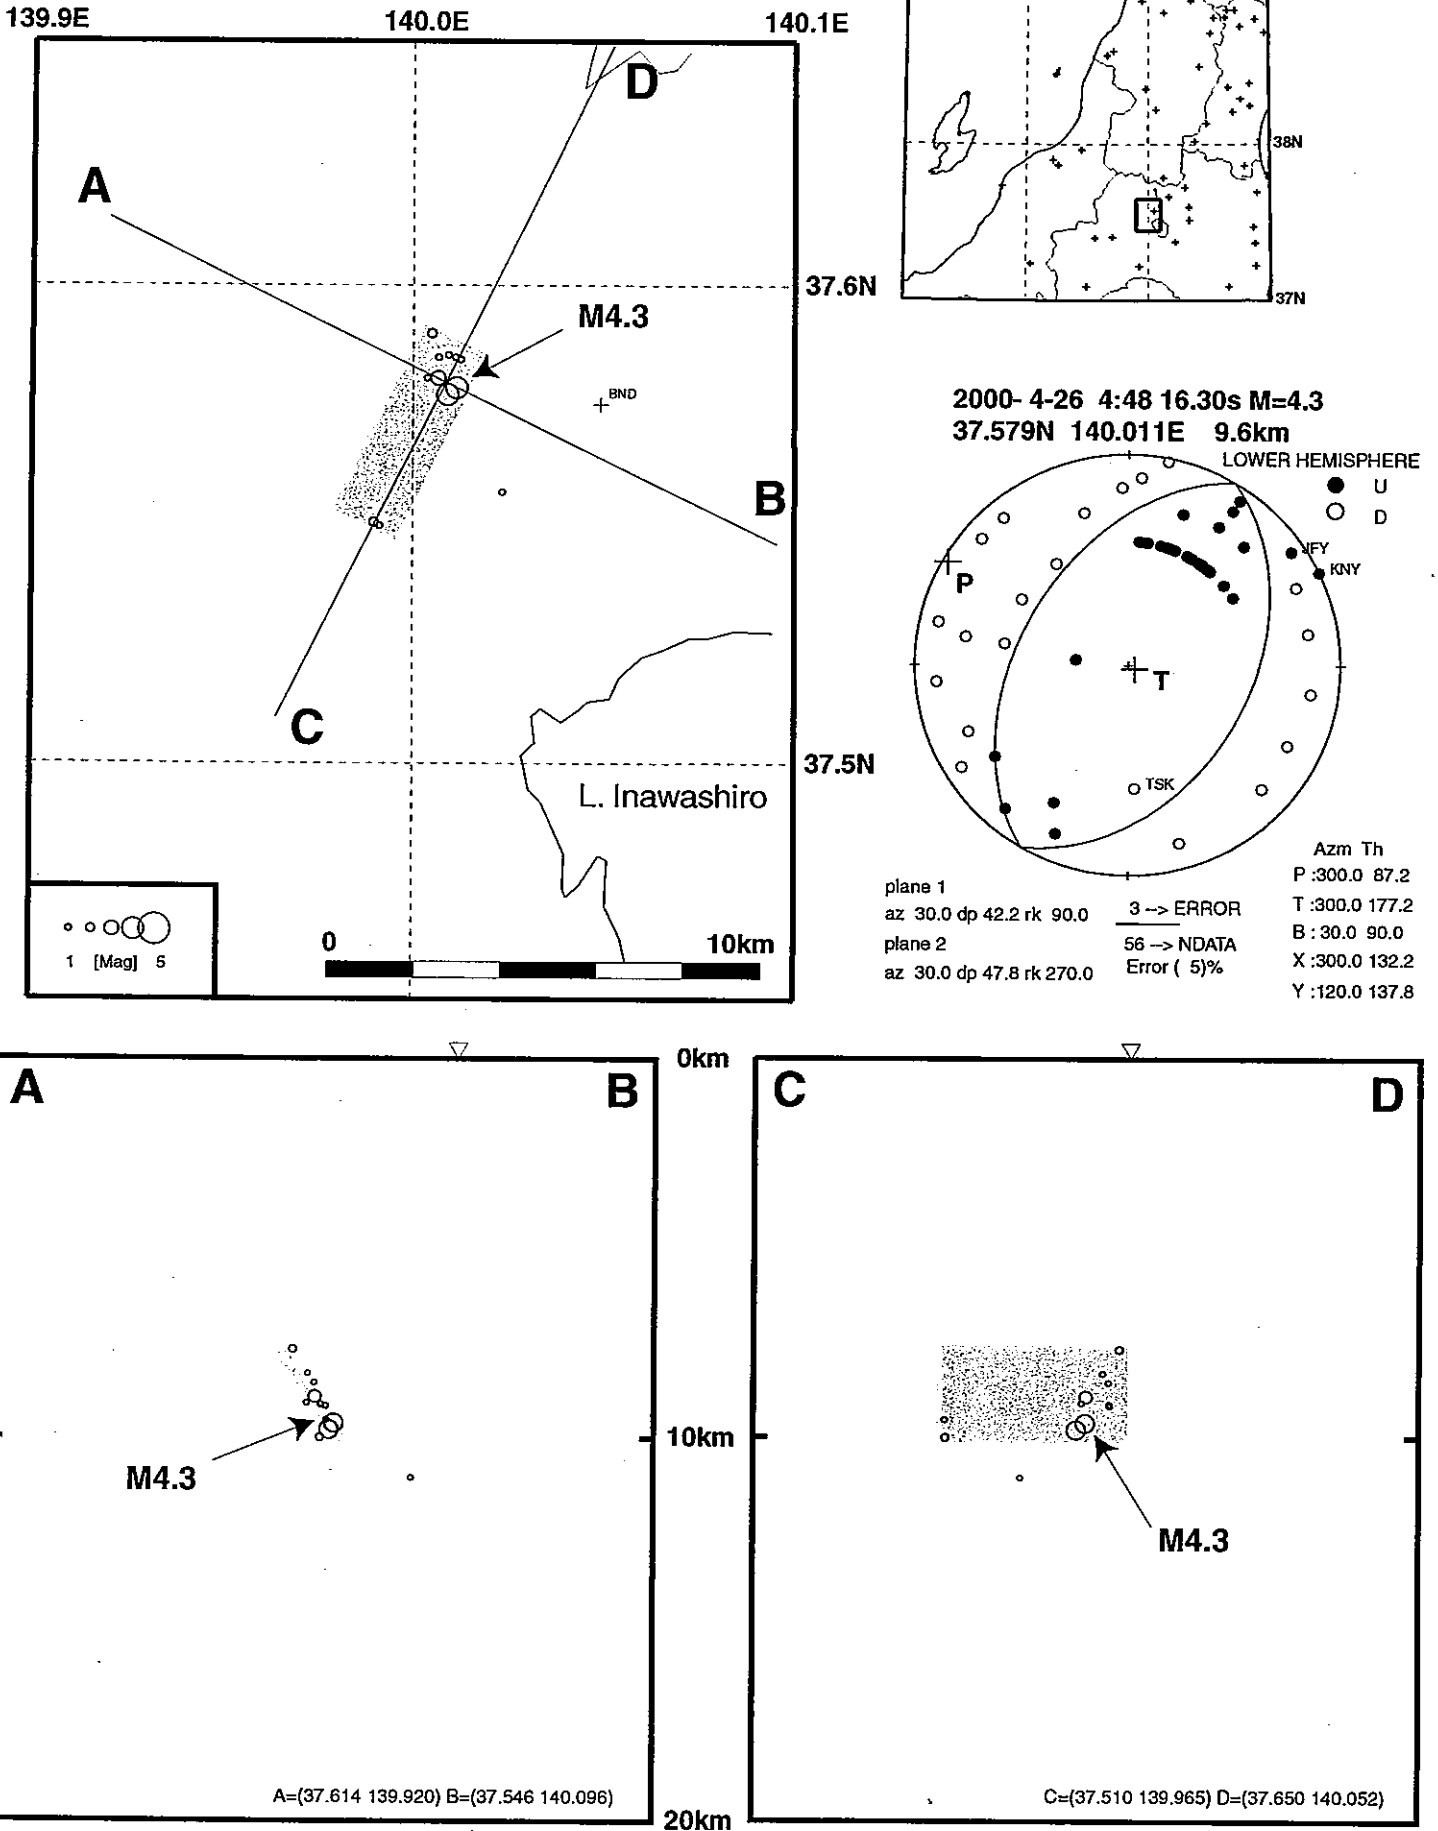 139.9E 140.0E 140.1E
D
A
37.6N
M4.3
BND
B
C
37.5N
L. Inawashiro
1 [Mag] 5
0 10km
38N
37N
2000- 4-26 4:48 16.30s M=4.3
37.579N 140.011E 9.6km
LOWER HEMISPHERE
U
D
JFY
KNY
P
T
TSK
plane 1
az 30.0 dp 42.2 rk 90.0
plane 2
az 30.0 dp 47.8 rk 270.0
3 --> ERROR
56 --> NDATA
Error ( 5)%
Azm Th
P :300.0 87.2
T :300.0 177.2
B : 30.0 90.0
X :300.0 132.2
Y :120.0 137.8
A B
0km
C D
10km
M4.3
M4.3
A=(37.614 139.920) B=(37.546 140.096)
C=(37.510 139.965) D=(37.650 140.052)
20km